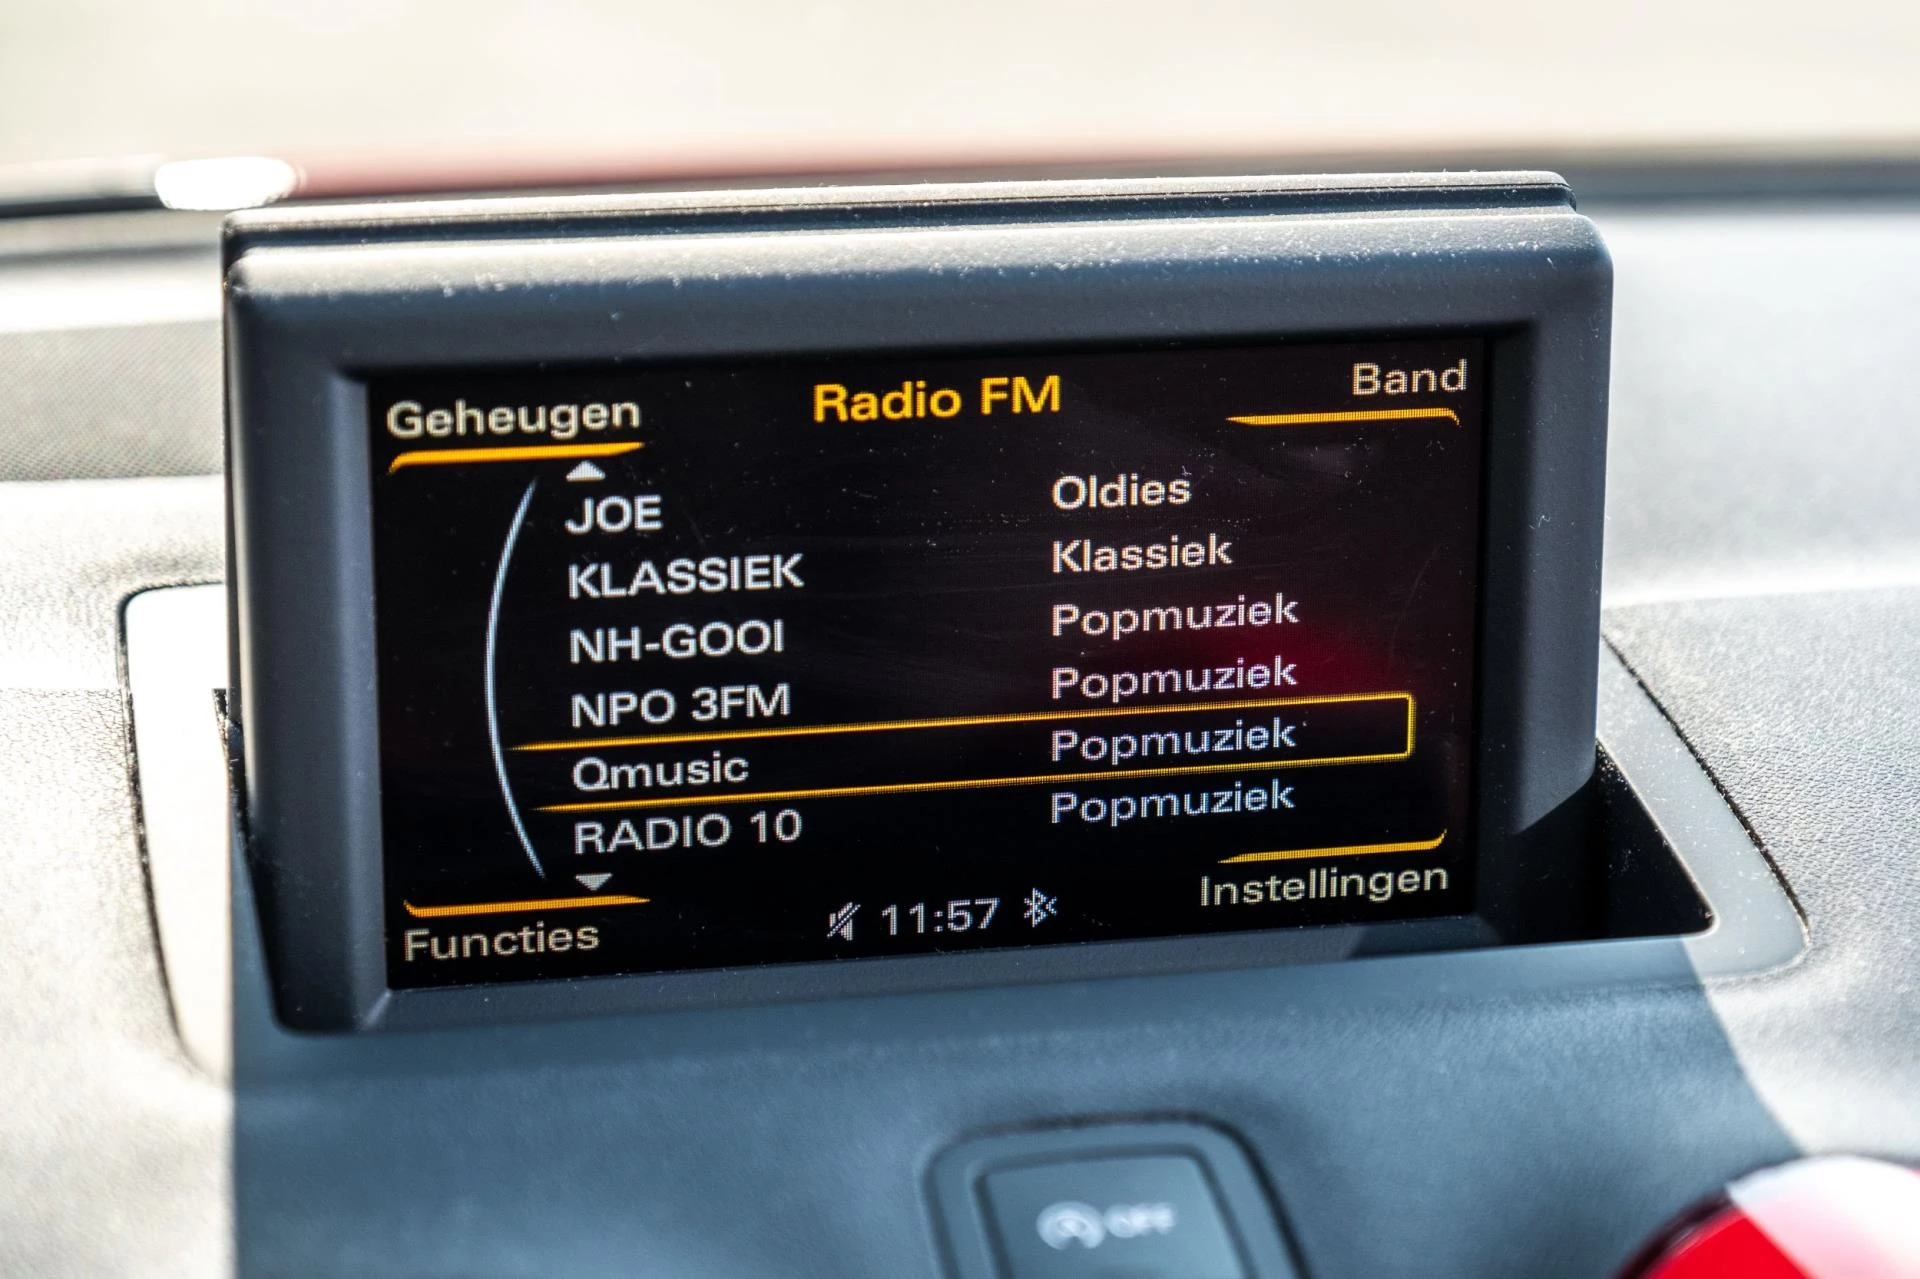 Geheugen Radio FM Band
JOE Oldies
KLASSIEK Klassiek
NH-GOOI Popmuziek
NPO 3FM Popmuziek
Qmusic Popmuziek
RADIO 10 Popmuziek
Functies 11:57 Instellingen
OFF